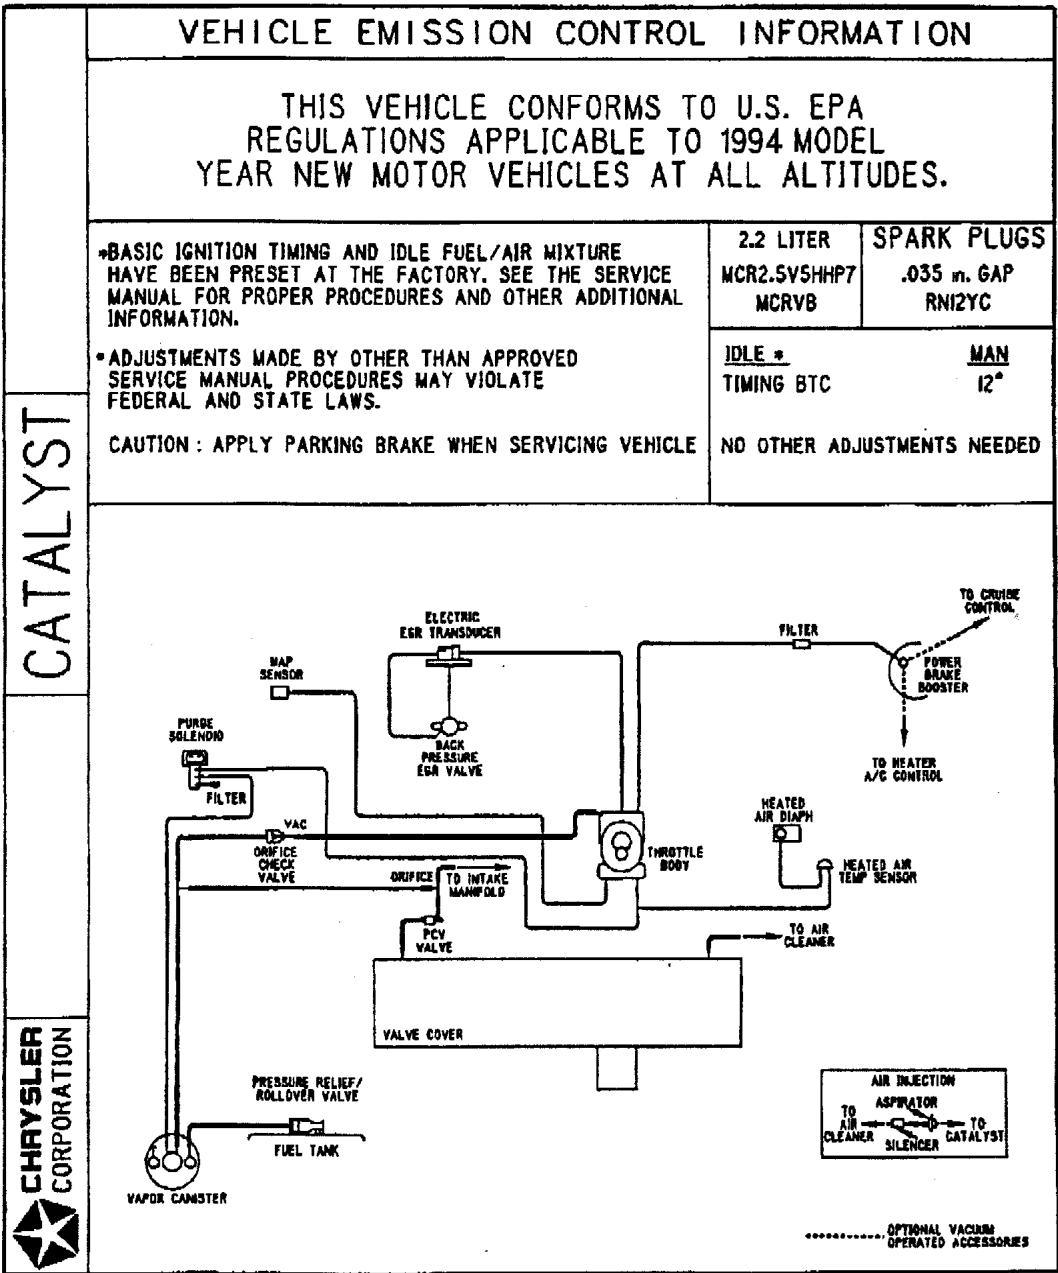 VEHICLE EMISSION CONTROL INFORMATION
THIS VEHICLE CONFORMS TO U.S. EPA
REGULATIONS APPLICABLE TO 1994 MODEL
YEAR NEW MOTOR VEHICLES AT ALL ALTITUDES.
*BASIC IGNITION TIMING AND IDLE FUEL/AIR MIXTURE
HAVE BEEN PRESET AT THE FACTORY. SEE THE SERVICE
MANUAL FOR PROPER PROCEDURES AND OTHER ADDITIONAL
INFORMATION.
•ADJUSTMENTS MADE BY OTHER THAN APPROVED
SERVICE MANUAL PROCEDURES MAY VIOLATE
FEDERAL AND STATE LAWS.
CAUTION : APPLY PARKING BRAKE WHEN SERVICING VEHICLE
2.2 LITER
MCR2.5V5HHP7
MCRVB
SPARK PLUGS
.035 in. GAP
RN12YC
IDLE * MAN
TIMING BTC 12°
NO OTHER ADJUSTMENTS NEEDED
CATALYST
CHRYSLER
CORPORATION
TO CRUISE
CONTROL
ELECTRIC
EGR TRANSDUCER
FILTER
MAP
SENSOR
POWER
BRAKE
BOOSTER
PURGE
SOLENOID
BACK
PRESSURE
EGR VALVE
TO HEATER
A/C CONTROL
FILTER
HEATED
AIR DIAPH
VAC
ORIFICE
CHECK
VALVE
THROTTLE
BODY
HEATED AIR
TEMP SENSOR
ORIFICE
TO INTAKE
MANIFOLD
PCV
VALVE
TO AIR
CLEANER
VALVE COVER
PRESSURE RELIEF/
ROLLOVER VALVE
FUEL TANK
VAPOR CANISTER
AIR INJECTION
ASPIRATOR
TO
AIR
CLEANER
SILENCER
TO
CATALYST
OPTIONAL VACUUM
OPERATED ACCESSORIES